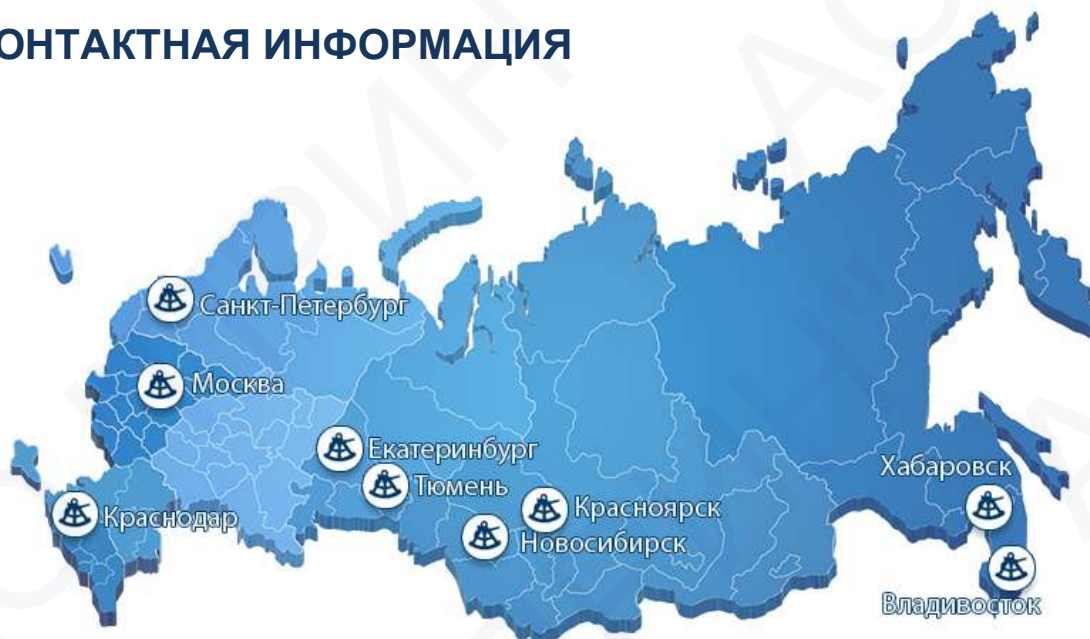 ОНТАКТНАЯ ИНФОРМАЦИЯ
Санкт-Петербург
Москва
Екатеринбург
Тюмень
Хабаровск
Красноярск
Краснодар
Новосибирск
Владивосток